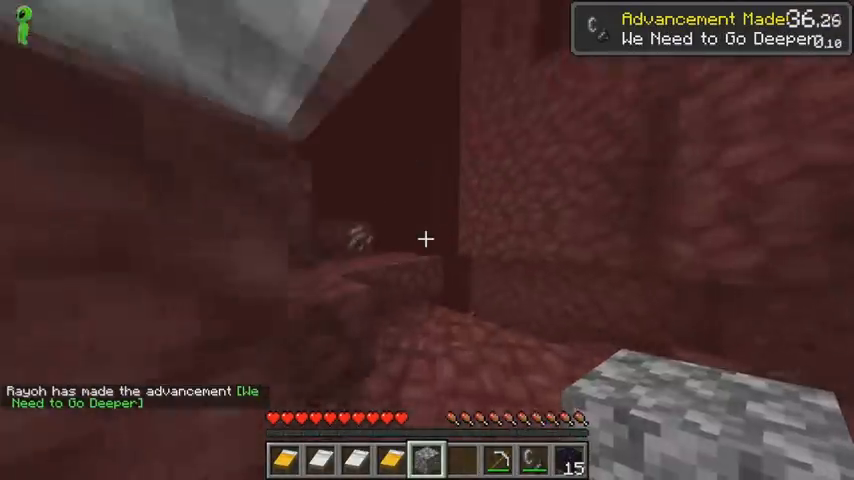 Advancement Made!
36.26
We Need to Go Deeper
0.10
Rayoh has made the advancement [We
Need to Go Deeper]
15